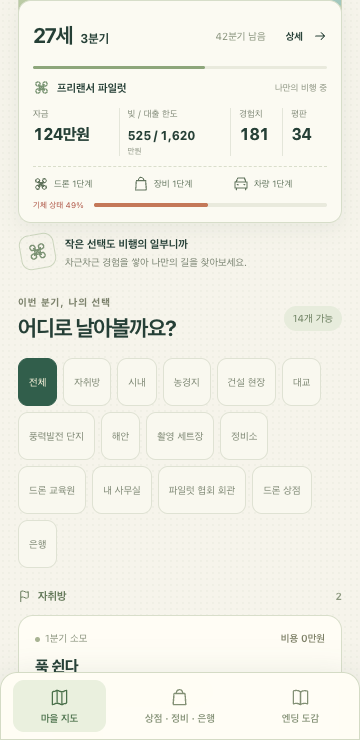 27세 3분기 42분기 남음 상세 →
프리랜서 파일럿 나만의 비행 중
자금 빚 / 대출 한도 경험치 평판
124만원 525 / 1,620 181 34
만원
드론 1단계 장비 1단계 차량 1단계
기체 상태 49%
작은 선택도 비행의 일부니까
차근차근 경험을 쌓아 나만의 길을 찾아보세요.
이번 분기, 나의 선택
어디로 날아볼까요? 14개 가능
전체 자취방 시내 농경지 건설 현장 대교
풍력발전 단지 해안 촬영 세트장 정비소
드론 교육원 내 사무실 파일럿 협회 회관 드론 상점
은행
자취방 2
1분기 소모 비용 0만원
푹 쉰다
마을 지도 상점 · 정비 · 은행 엔딩 도감